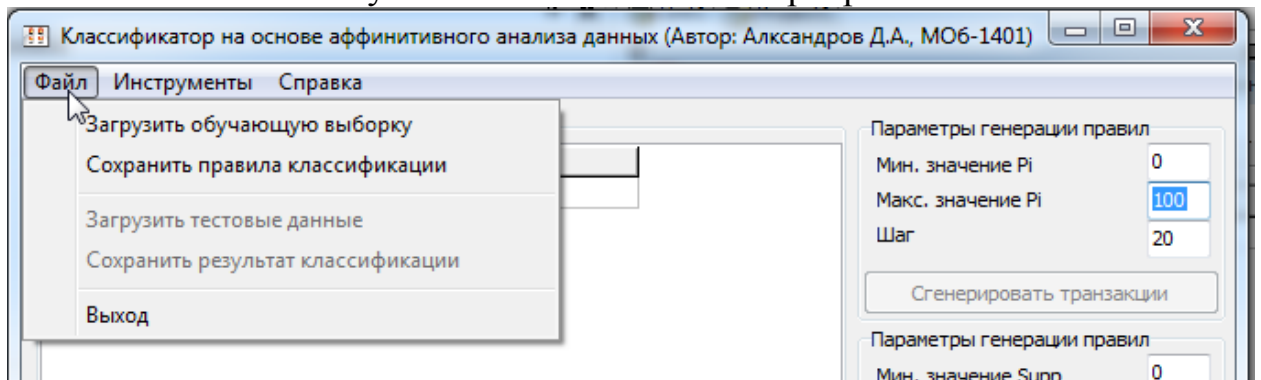 Классификатор на основе аффинитивного анализа данных (Автор: Алксандров Д.А., МОб-1401)
Файл Инструменты Справка
Загрузить обучающую выборку
Сохранить правила классификации
Загрузить тестовые данные
Сохранить результат классификации
Выход
Параметры генерации правил
Мин. значение Pi 0
Макс. значение Pi 100
Шаг 20
Сгенерировать транзакции
Параметры генерации правил
Мин. значение Supp 0